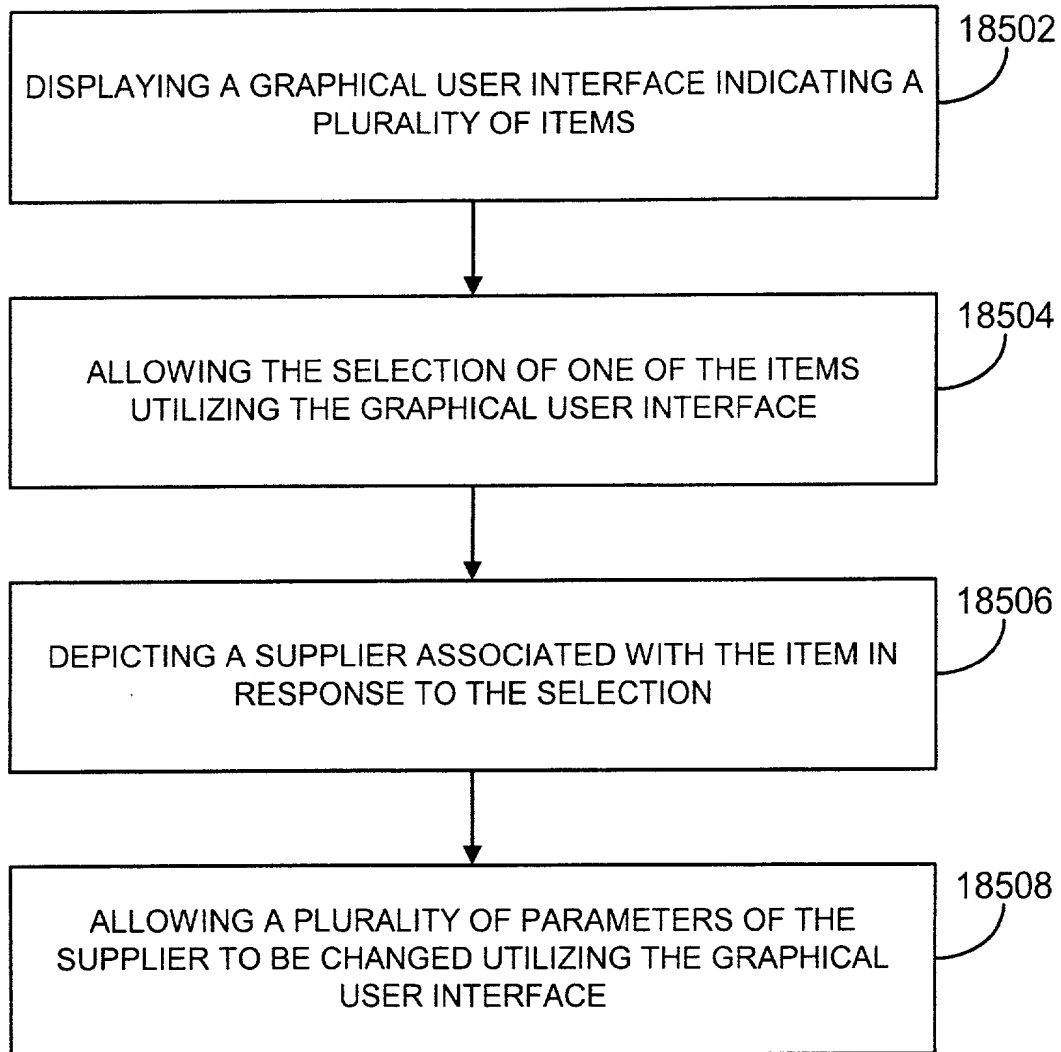 18502
DISPLAYING A GRAPHICAL USER INTERFACE INDICATING A
PLURALITY OF ITEMS
18504
ALLOWING THE SELECTION OF ONE OF THE ITEMS
UTILIZING THE GRAPHICAL USER INTERFACE
18506
DEPICTING A SUPPLIER ASSOCIATED WITH THE ITEM IN
RESPONSE TO THE SELECTION
18508
ALLOWING A PLURALITY OF PARAMETERS OF THE
SUPPLIER TO BE CHANGED UTILIZING THE GRAPHICAL
USER INTERFACE